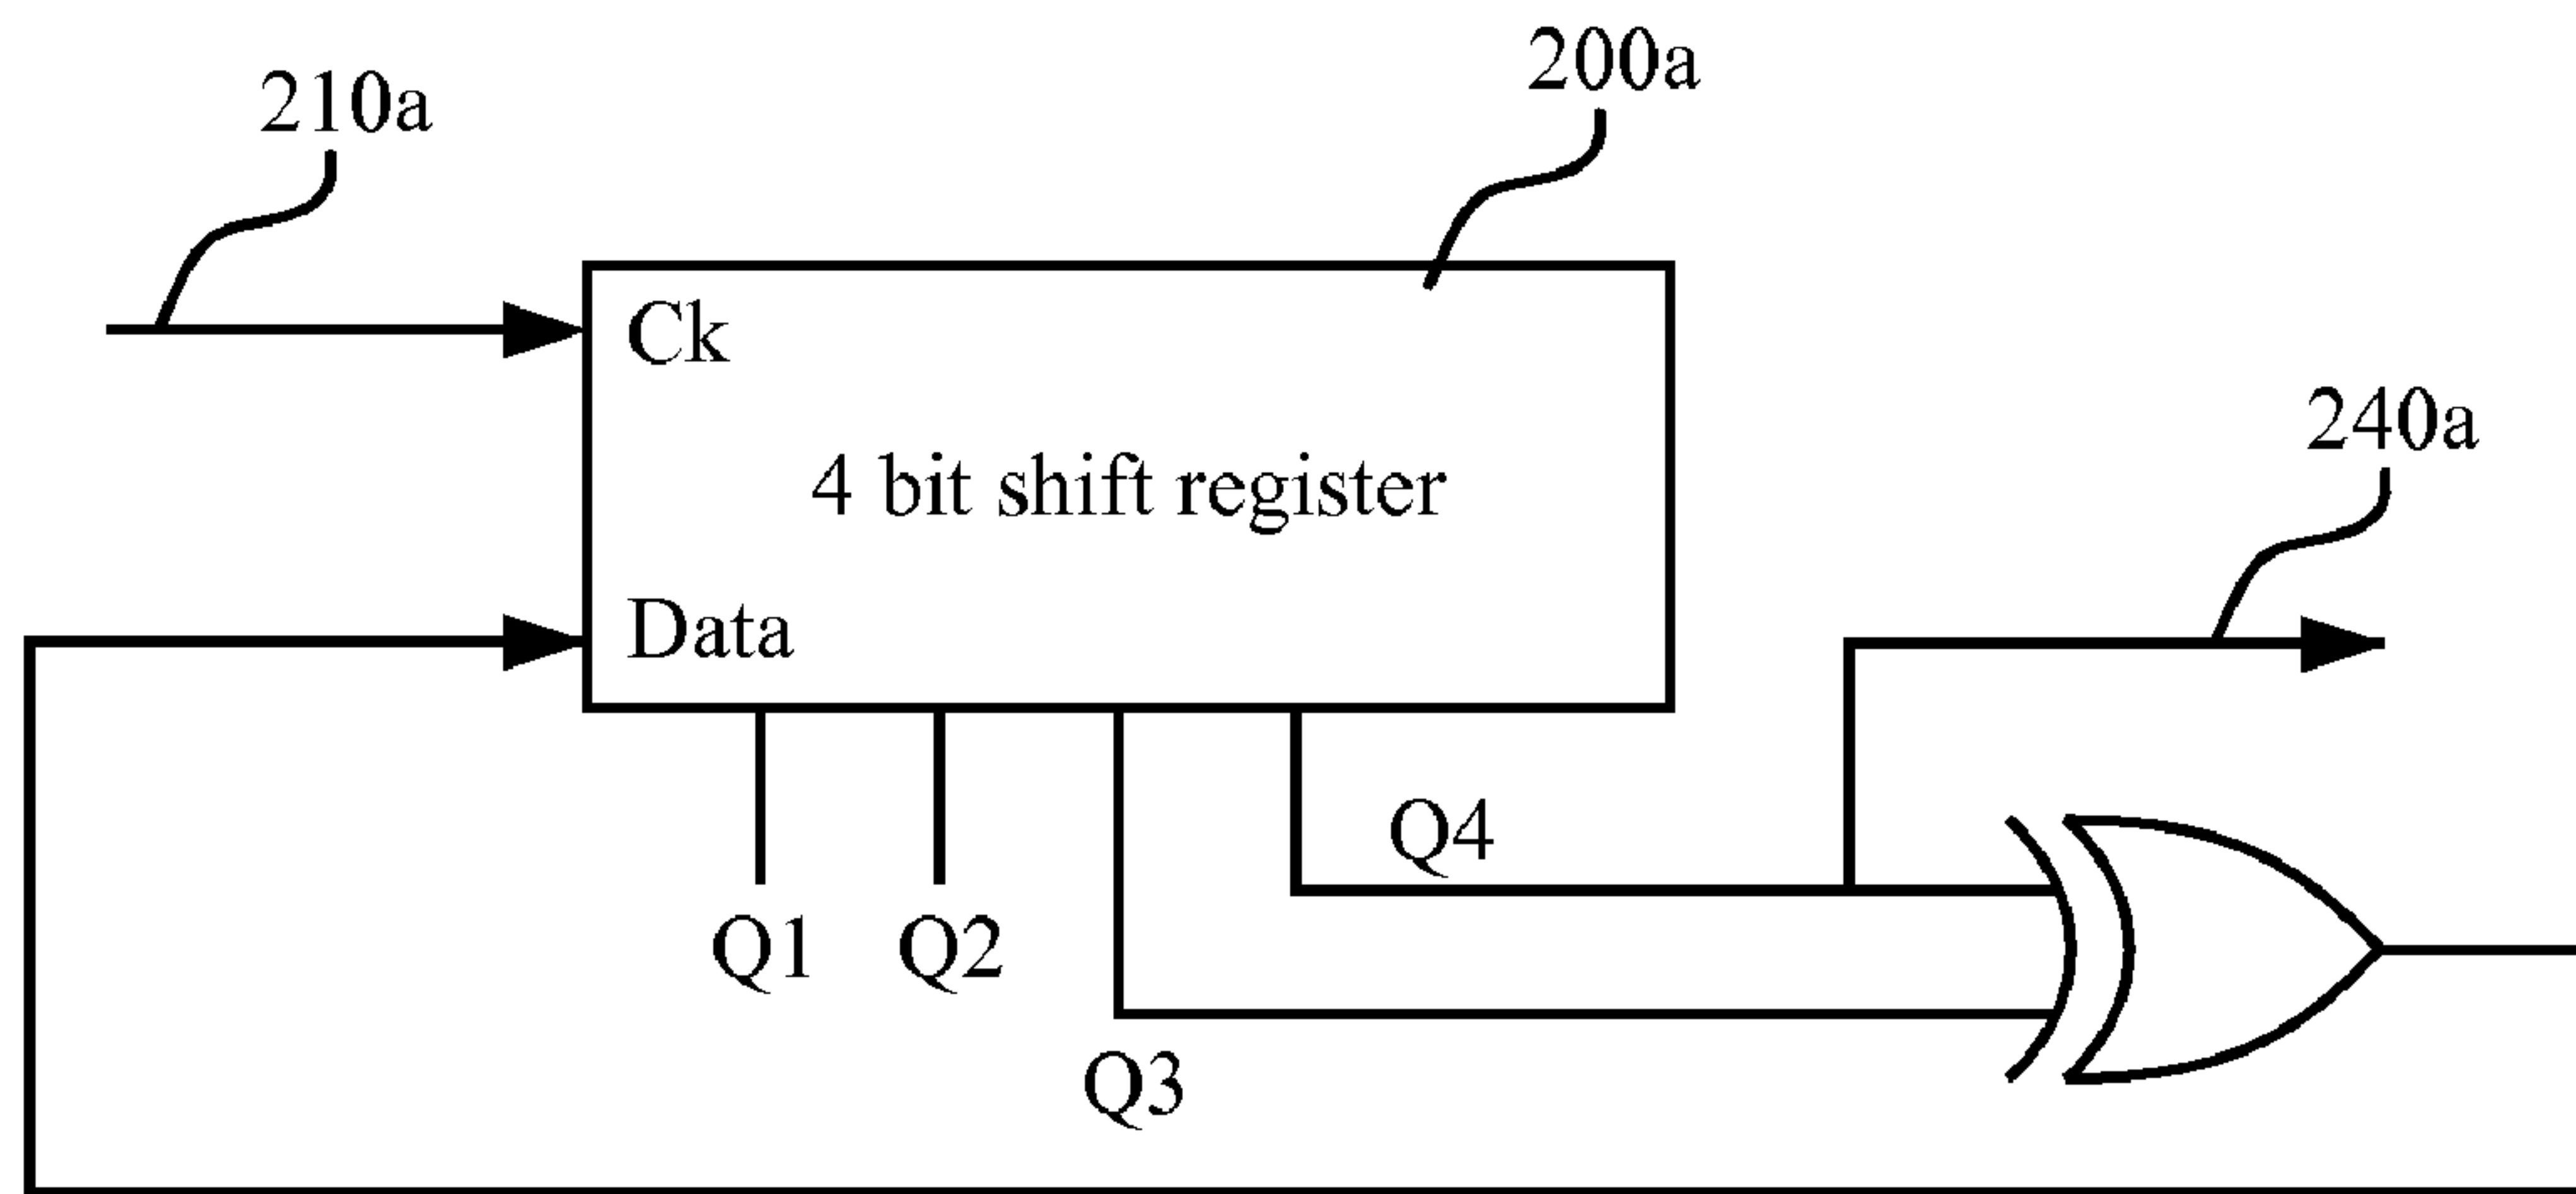 200a
210a
Ck
4 bit shift register
240a
Data
Q4
Q1
Q2
Q3